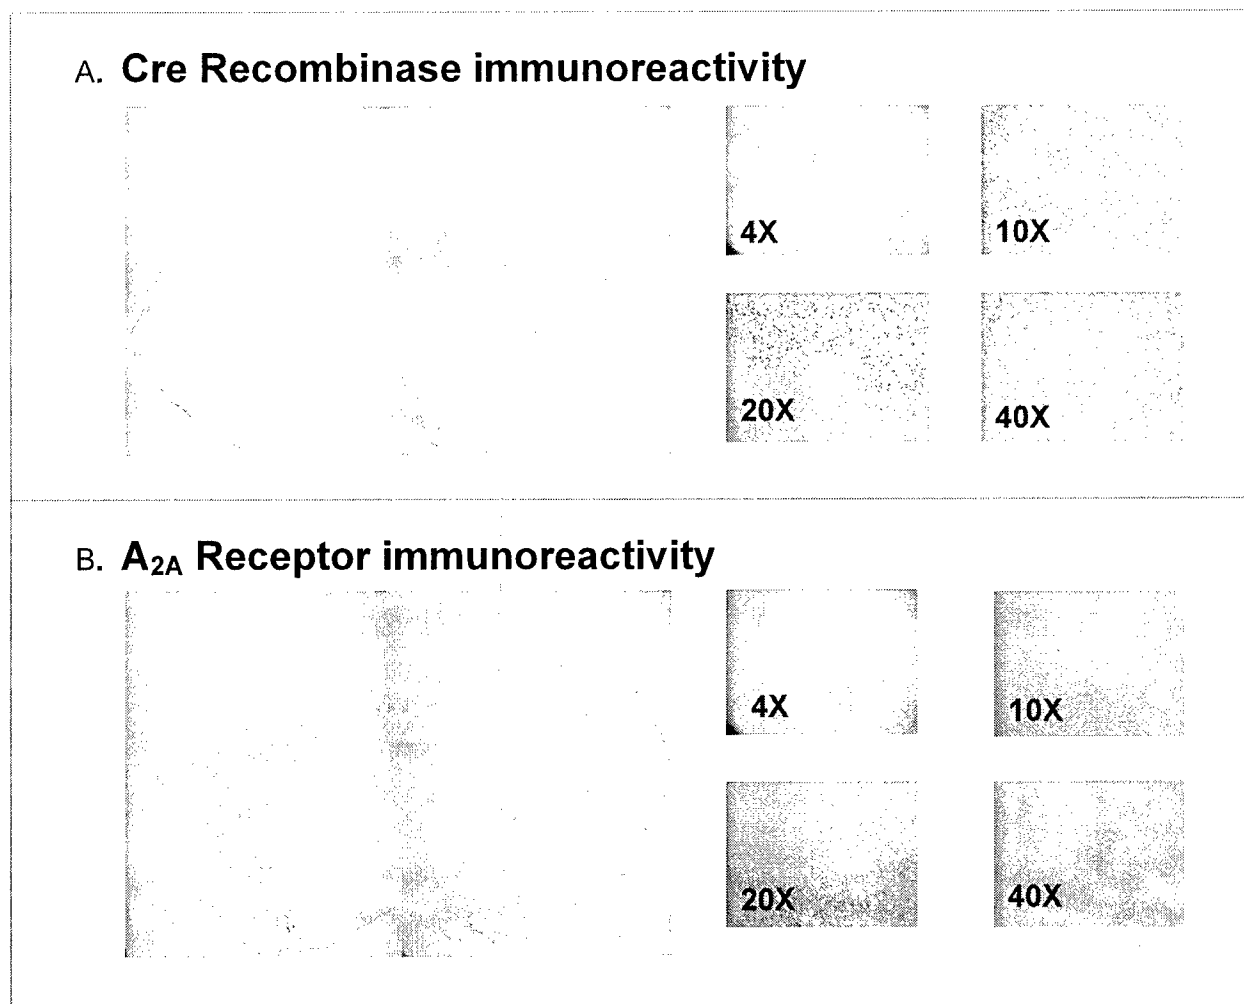 A. Cre Recombinase immunoreactivity
4X
10X
20X
40X
B. A2A Receptor immunoreactivity
4X
10X
20X
40X